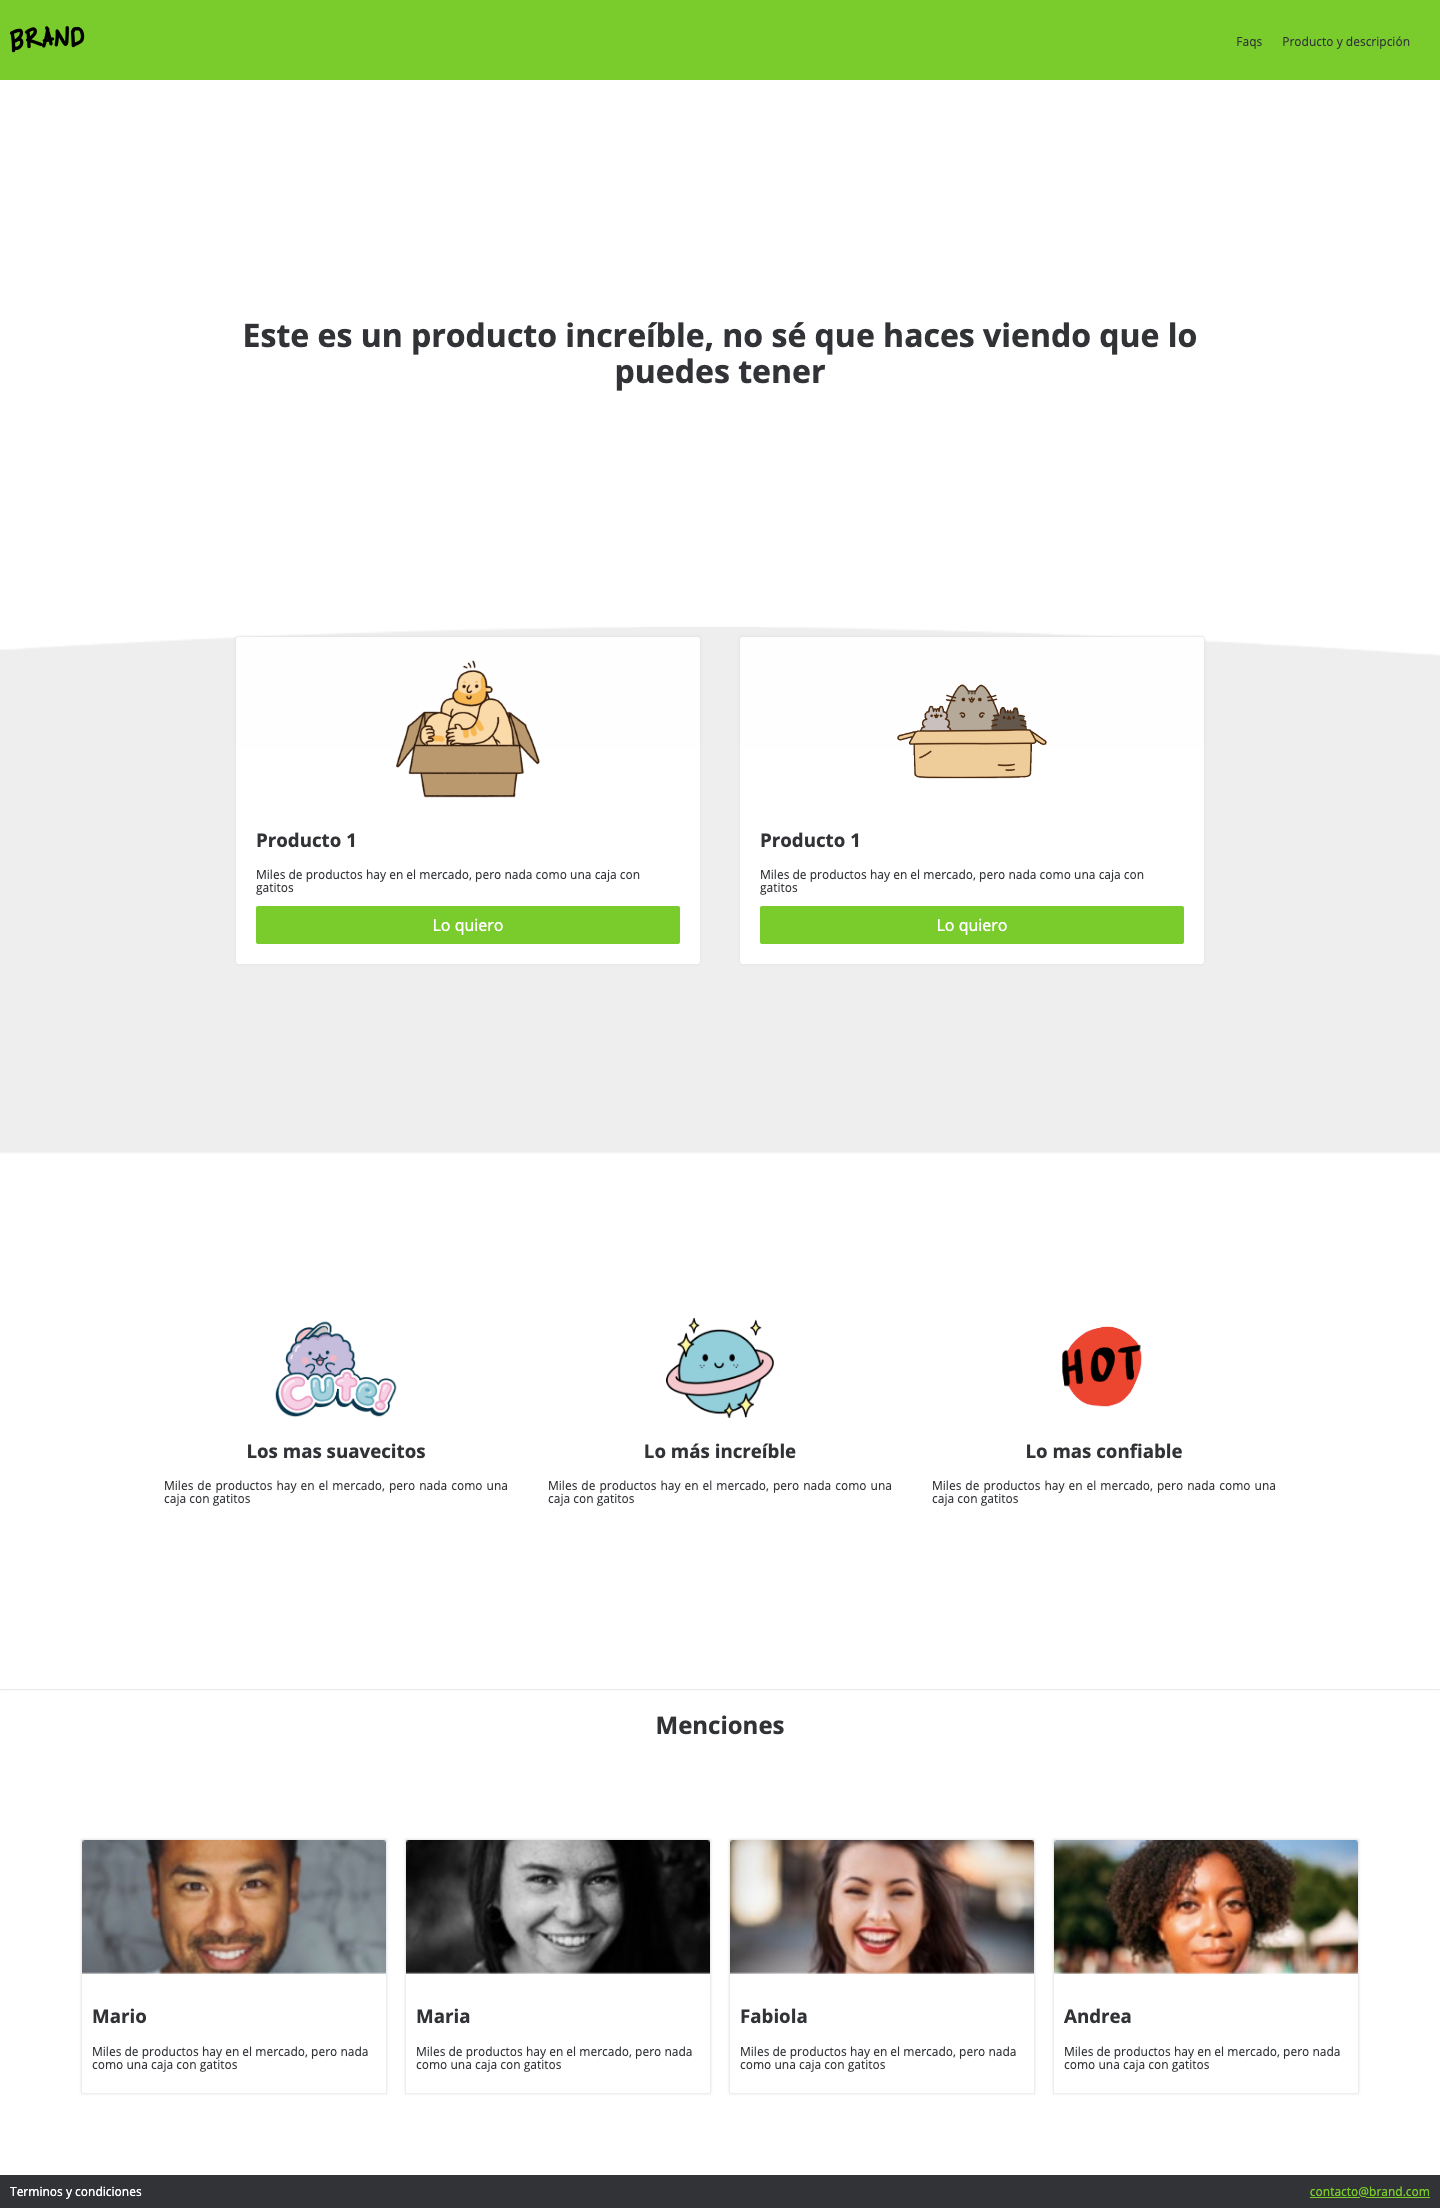 BRAND
Faqs
Producto y descripción
Este es un producto increíble, no sé que haces viendo que lo
puedes tener
Producto 1
Miles de productos hay en el mercado, pero nada como una caja con
gatitos
Lo quiero
Producto 1
Miles de productos hay en el mercado, pero nada como una caja con
gatitos
Lo quiero
Cute!
Los mas suavecitos
Miles de productos hay en el mercado, pero nada como una
caja con gatitos
Lo más increíble
Miles de productos hay en el mercado, pero nada como una
caja con gatitos
HOT
Lo mas confiable
Miles de productos hay en el mercado, pero nada como una
caja con gatitos
Menciones
Mario
Miles de productos hay en el mercado, pero nada
como una caja con gatitos
Maria
Miles de productos hay en el mercado, pero nada
como una caja con gatitos
Fabiola
Miles de productos hay en el mercado, pero nada
como una caja con gatitos
Andrea
Miles de productos hay en el mercado, pero nada
como una caja con gatitos
Terminos y condiciones
contacto@brand.com